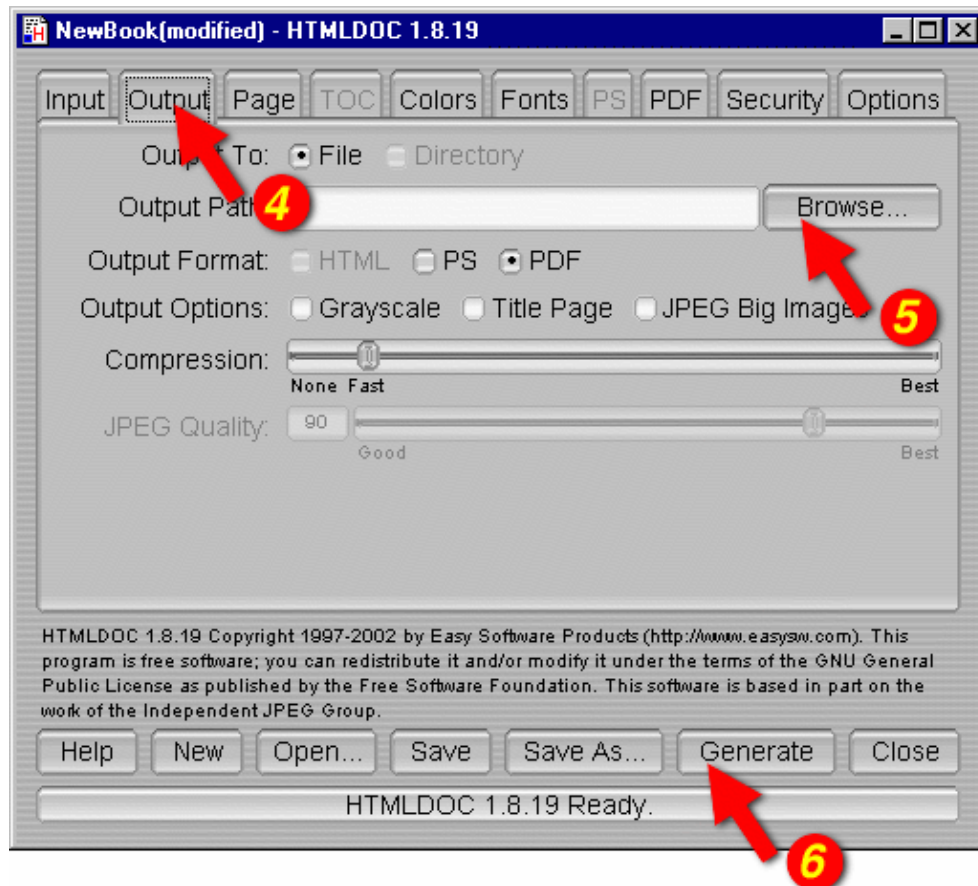 NewBook(modified) - HTMLDOC 1.8.19
Input Output Page TOC Colors Fonts PS PDF Security Options
Output To: File Directory
4
Output Path Browse...
Output Format: HTML PS PDF
5
Output Options: Grayscale Title Page JPEG Big Images
Compression:
None Fast Best
JPEG Quality: 90
Good Best
HTMLDOC 1.8.19 Copyright 1997-2002 by Easy Software Products (http://www.easysw.com). This
program is free software; you can redistribute it and/or modify it under the terms of the GNU General
Public License as published by the Free Software Foundation. This software is based in part on the
work of the Independent JPEG Group.
Help New Open... Save Save As... Generate Close
HTMLDOC 1.8.19 Ready.
6